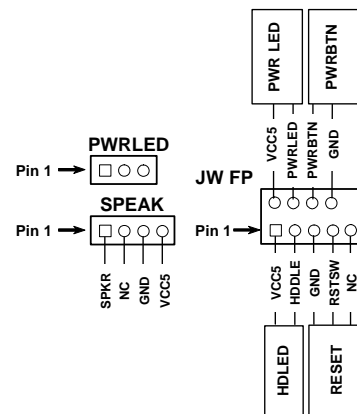 PWR LED
PWRBTN
VCC5
PWRLED
PWRBTN
GND
PWRLED
Pin 1
JW FP
SPEAK
Pin 1
Pin 1
SPKR
NC
GND
VCC5
VCC5
HDDLE
GND
RSTSW
NC
HDLED
RESET